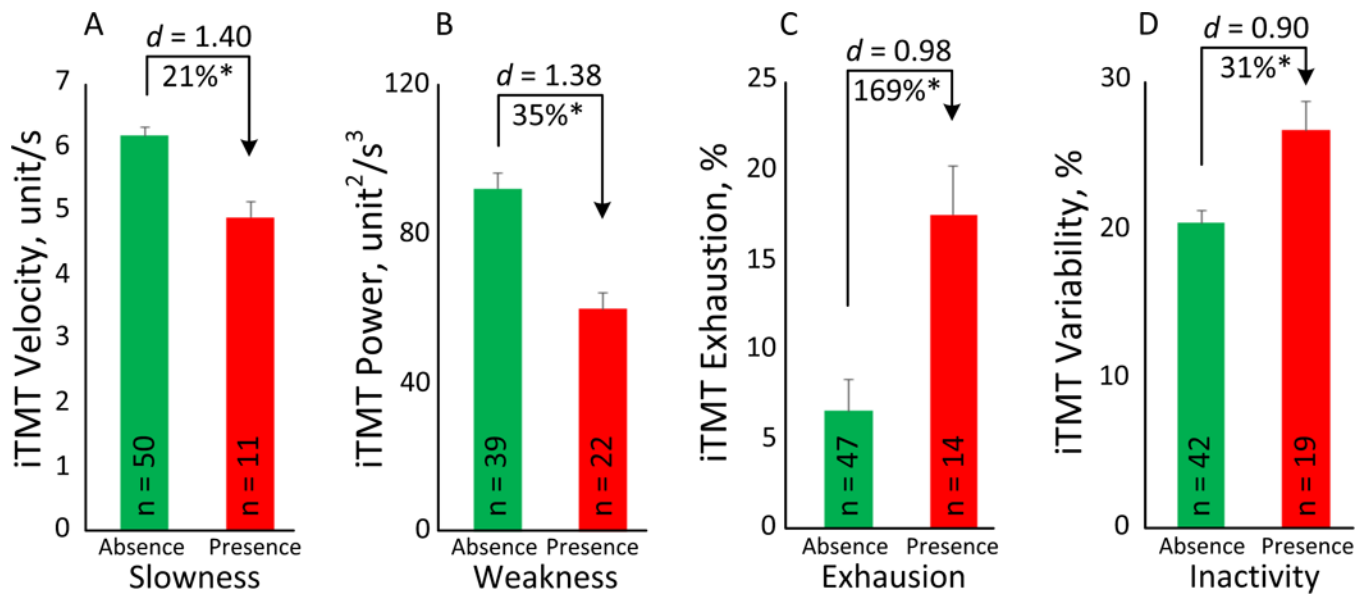 A
d = 1.40
21%*
iTMT Velocity, unit/s
7
6
5
4
3
2
1
0
n = 50
n = 11
Absence Presence
Slowness
B
d = 1.38
35%*
iTMT Power, unit²/s³
120
80
40
0
n = 39
n = 22
Absence Presence
Weakness
C
d = 0.98
169%*
iTMT Exhaustion, %
25
20
15
10
5
0
n = 47
n = 14
Absence Presence
Exhausion
D
d = 0.90
31%*
iTMT Variability, %
30
20
10
0
n = 42
n = 19
Absence Presence
Inactivity